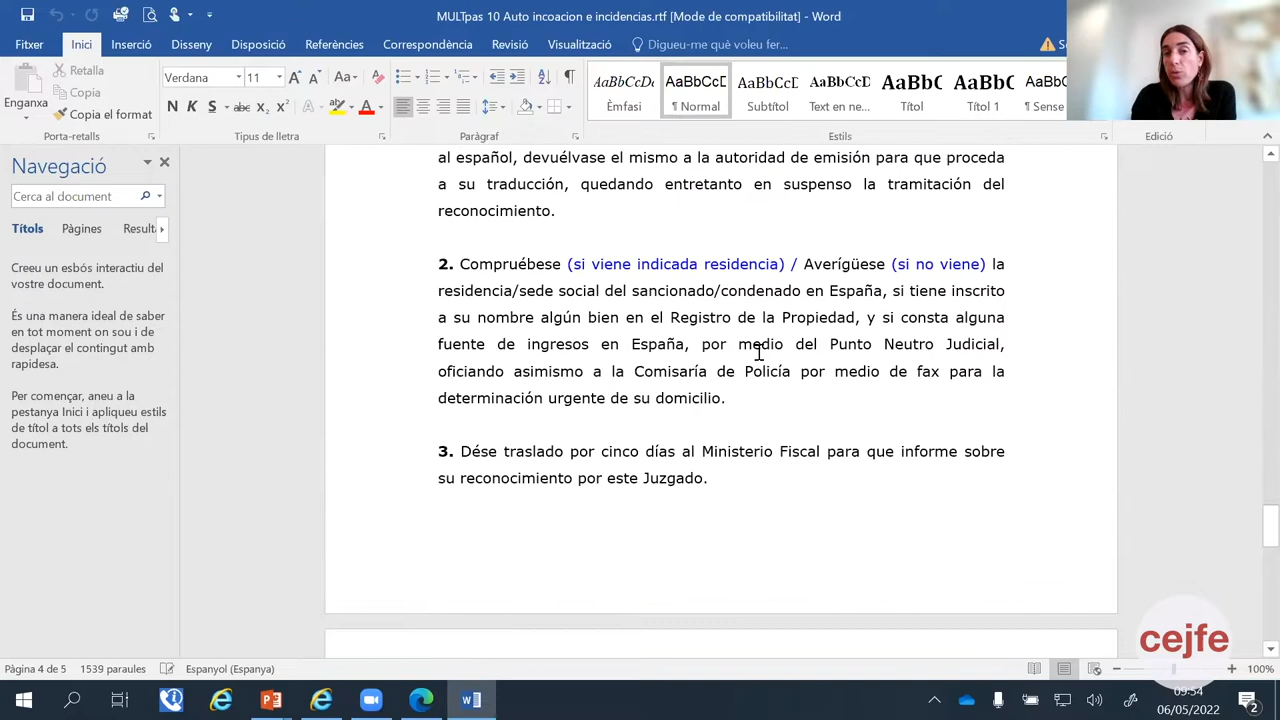 MULTpas 10 Auto incoacion e incidencias.rtf [Mode de compatibilitat] - Word
Fitxer Inici Inserció Disseny Disposició Referències Correspondència Revisió Visualització Digueu-me què voleu fer...
Enganxa
Retalla
Copia
Copia el format
Porta-retalls
Verdana 11
Tipus de lletra
Paràgraf
AaBbCcDc AaBbCcD AaBbCcD AaBbCcD AaBbC AaBbC AaBbCcD
Èmfasi ¶ Normal Subtítol Text en ne... Títol Títol 1 ¶ Sense
Estils
Edició
Navegació
Cerca al document
Títols Pàgines Result
Creeu un esbós interactiu del
vostre document.
És una manera ideal de saber
en tot moment on sou i de
desplaçar el contingut amb
rapidesa.
Per començar, aneu a la
pestanya Inici i apliqueu estils
de títol a tots els títols del
document.
al español, devuélvase el mismo a la autoridad de emisión para que proceda
a su traducción, quedando entretanto en suspenso la tramitación del
reconocimiento.
2. Compruébese (si viene indicada residencia) / Averígüese (si no viene) la
residencia/sede social del sancionado/condenado en España, si tiene inscrito
a su nombre algún bien en el Registro de la Propiedad, y si consta alguna
fuente de ingresos en España, por medio del Punto Neutro Judicial,
oficiando asimismo a la Comisaría de Policía por medio de fax para la
determinación urgente de su domicilio.
3. Dése traslado por cinco días al Ministerio Fiscal para que informe sobre
su reconocimiento por este Juzgado.
cejfe
Pàgina 4 de 5 1539 paraules Espanyol (Espanya) 100%
09:54
06/05/2022
2